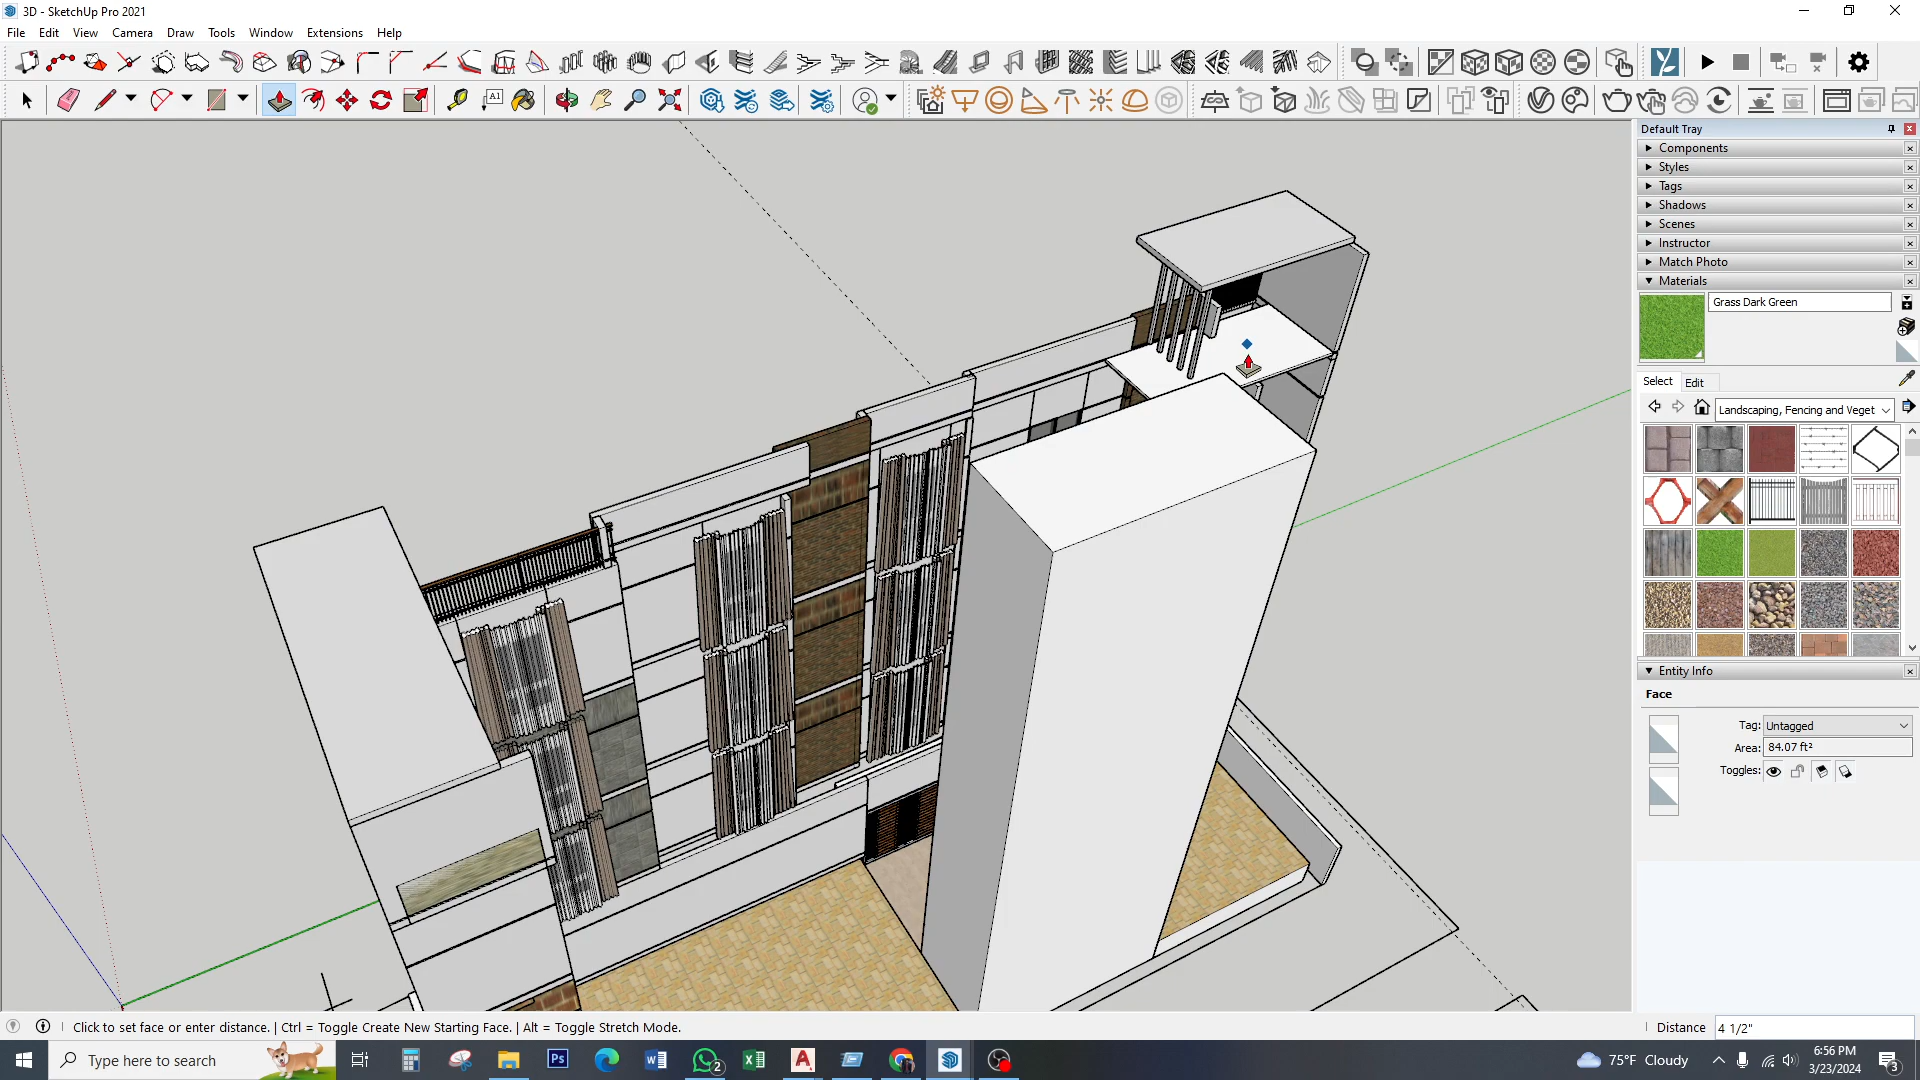 3D - SketchUp Pro 2021
File Edit View Camera Draw Tools Window Extensions Help
A1
Default Tray
Components
Styles
Tags
Shadows
Scenes
Instructor
Match Photo
Materials
Grass Dark Green
Select Edit
Landscaping, Fencing and Veget
Entity Info
Face
Tag: Untagged
Area: 84.07 ft²
Toggles:
Click to set face or enter distance. | Ctrl = Toggle Create New Starting Face. | Alt = Toggle Stretch Mode.
Distance 4 1/2"
Type here to search
Ps
2
75°F Cloudy
6:56 PM
3/23/2024
3